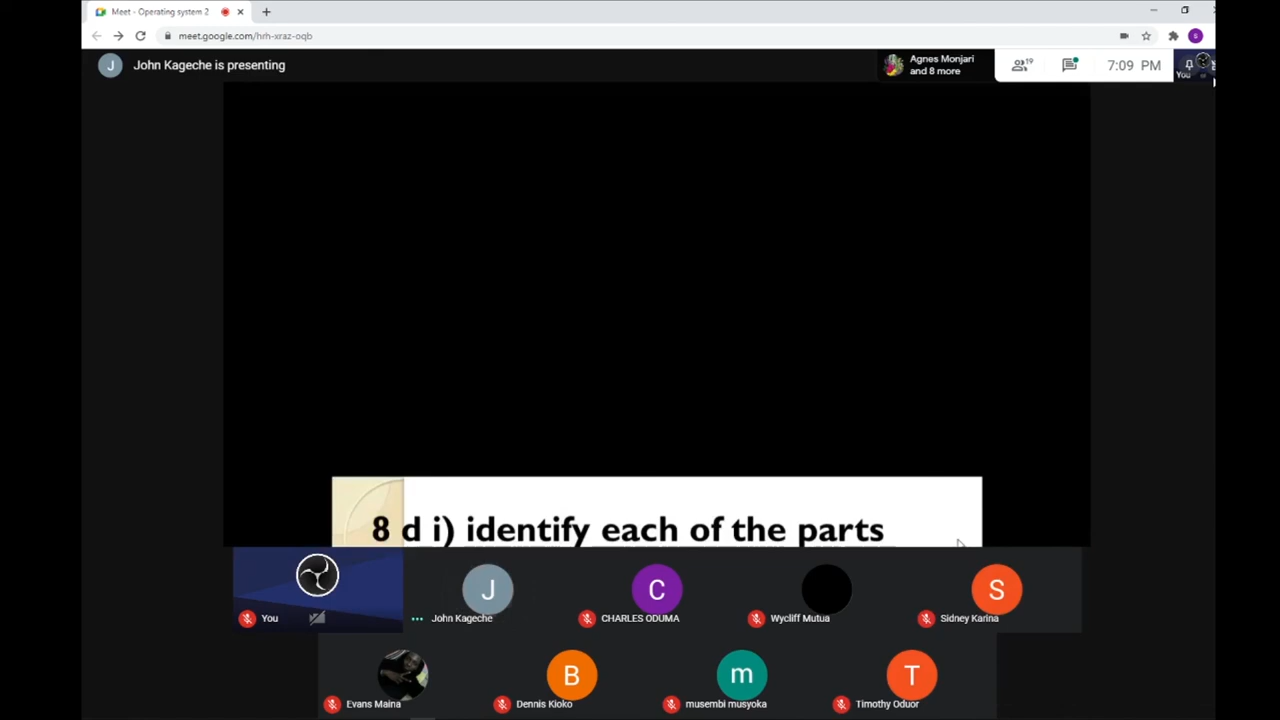 Meet - Operating system 2
meet.google.com/hrh-xraz-oqb
S
J
John Kageche is presenting
Agnes Monjari
and 8 more
19
7:09 PM
You
8 d i) identify each of the parts
J
C
S
You
John Kageche
CHARLES ODUMA
Wycliff Mutua
Sidney Karina
B
m
T
Evans Maina
Dennis Kioko
musembi musyoka
Timothy Oduor